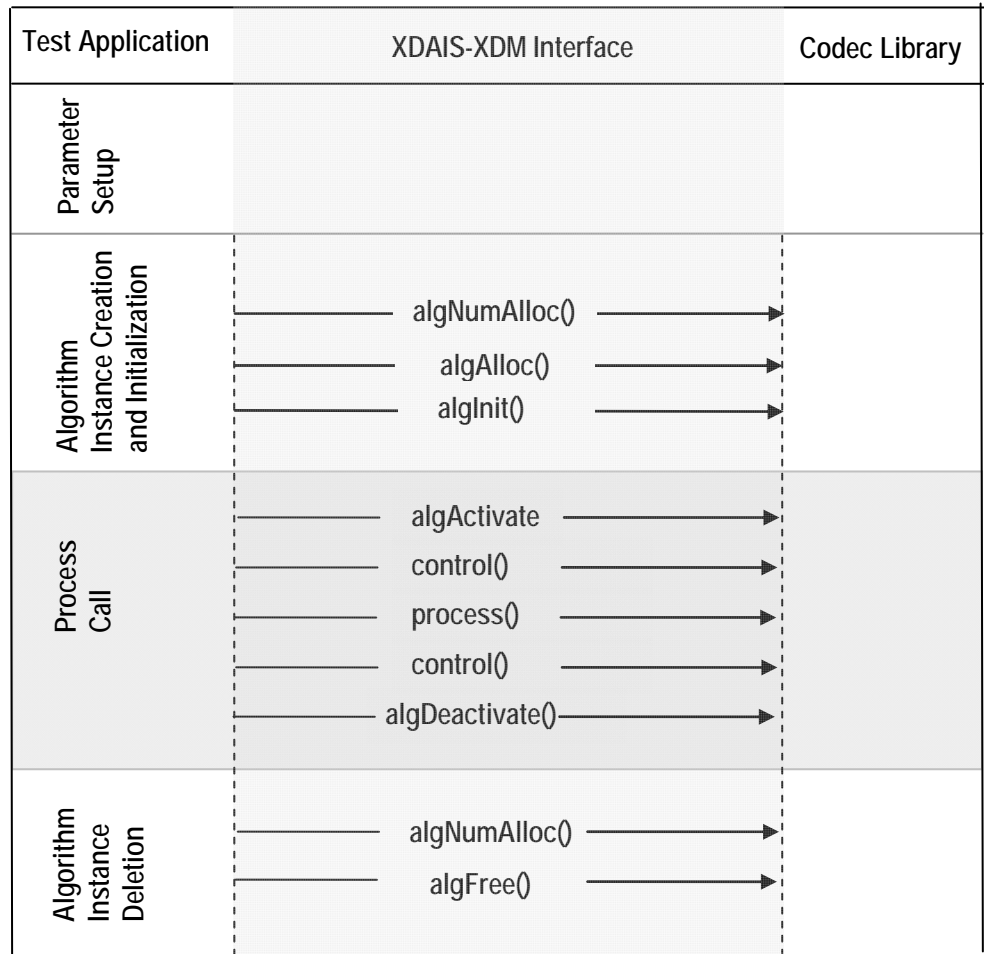 Test Application
XDAIS-XDM Interface
Codec Library
Parameter
Setup
Algorithm
Instance Creation
and Initialization
algNumAlloc()
algAlloc()
algInit()
Process
Call
algActivate
control()
process()
control()
algDeactivate()
Algorithm
Instance
Deletion
algNumAlloc()
algFree()